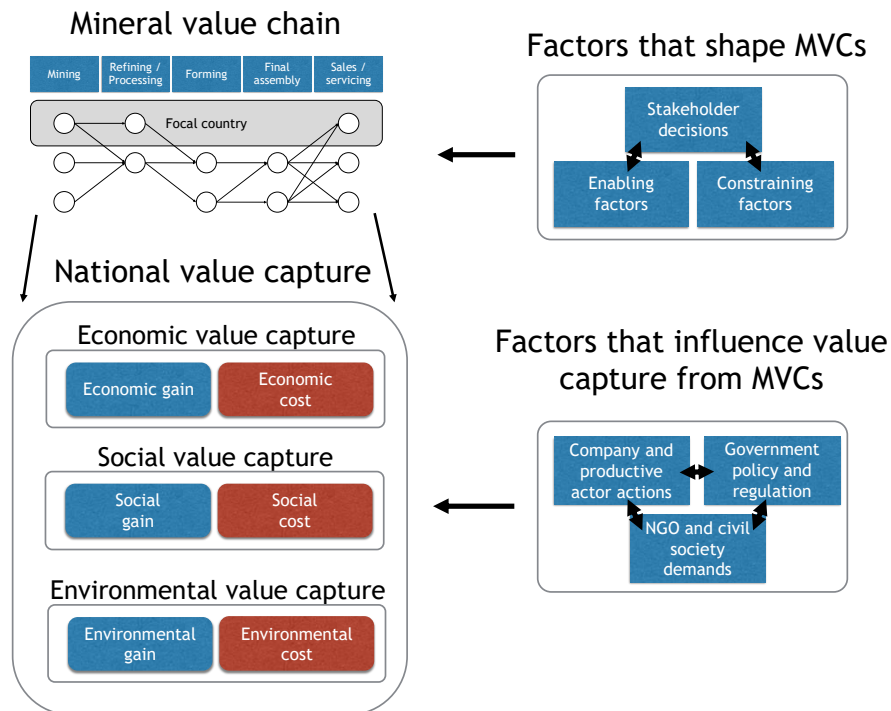 Mineral value chain
Mining
Refining /
Processing
Forming
Final
assembly
Sales /
servicing
Focal country
Factors that shape MVCs
Stakeholder
decisions
Enabling
factors
Constraining
factors
National value capture
Economic value capture
Economic gain
Economic
cost
Social value capture
Social
gain
Social
cost
Environmental value capture
Environmental
gain
Environmental
cost
Factors that influence value
capture from MVCs
Company and
productive
actor actions
Government
policy and
regulation
NGO and civil
society
demands